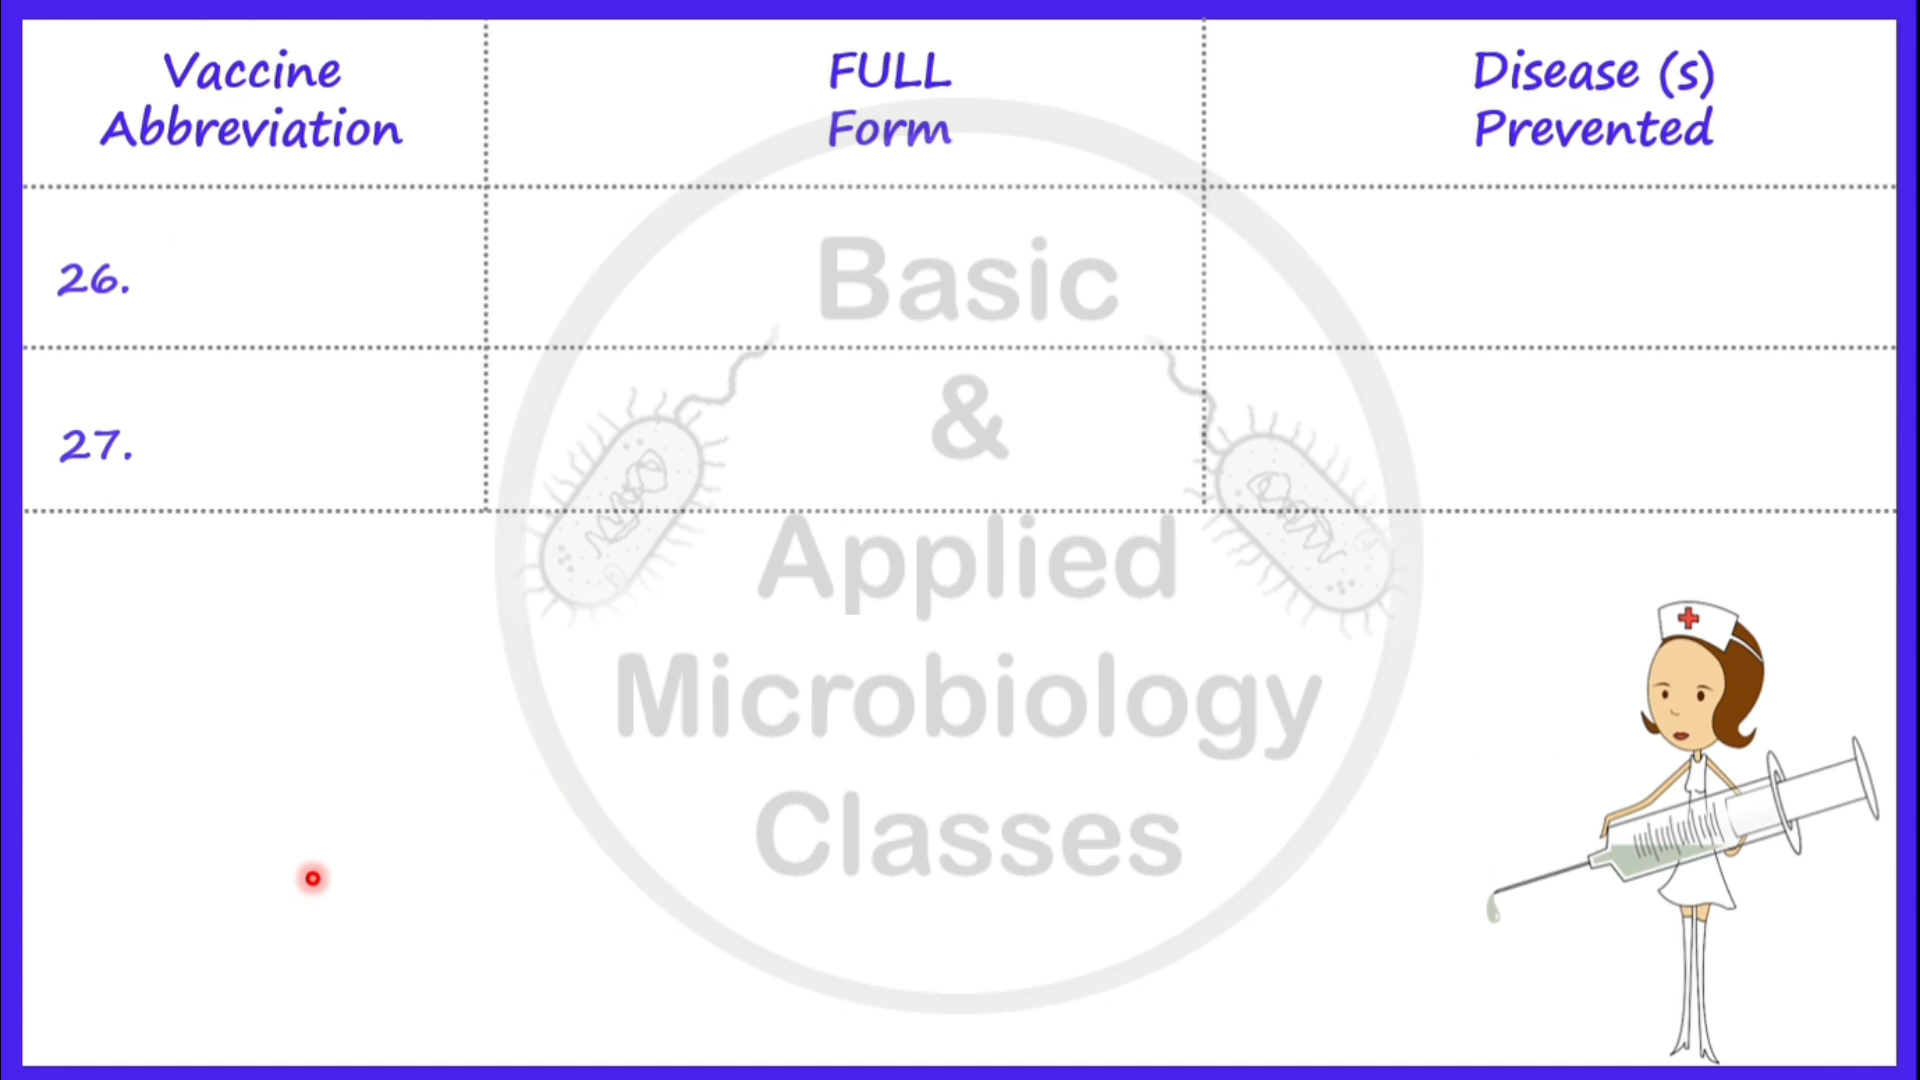 Vaccine
Abbreviation
FULL
Form
Disease (s)
Prevented
26.
27.
Basic
&
Applied
Microbiology
Classes